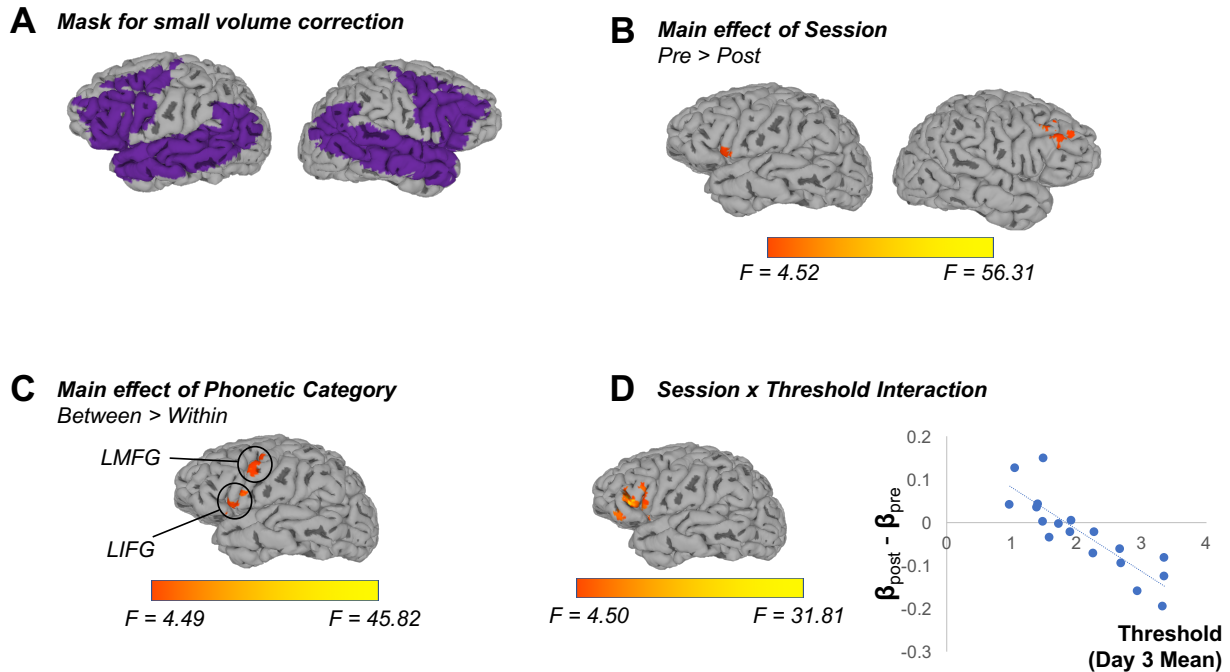 A Mask for small volume correction
B Main effect of Session
Pre > Post
F = 4.52 F = 56.31
C Main effect of Phonetic Category
Between > Within
LMFG
LIFG
F = 4.49 F = 45.82
D Session x Threshold Interaction
F = 4.50 F = 31.81
βpost - βpre
0.2
0.1
0
-0.1
-0.2
-0.3
0 1 2 3 4
Threshold
(Day 3 Mean)